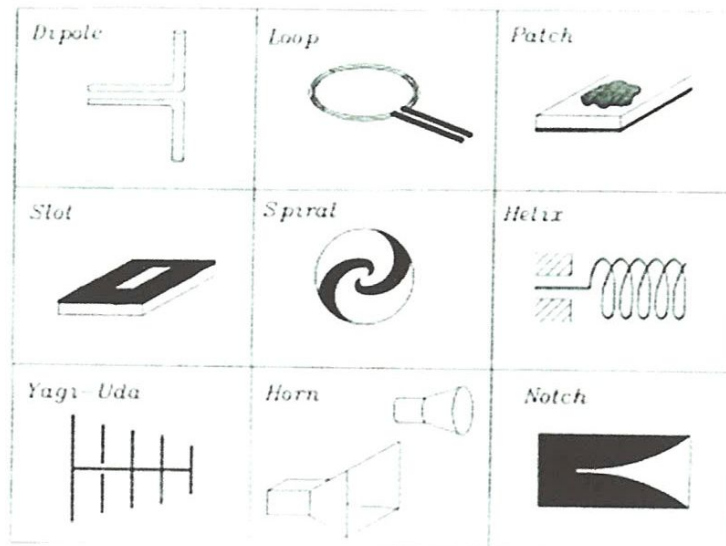 Dipole
Loop
Patch
Slot
Spiral
Helix
Yagi-Uda
Horn
Notch